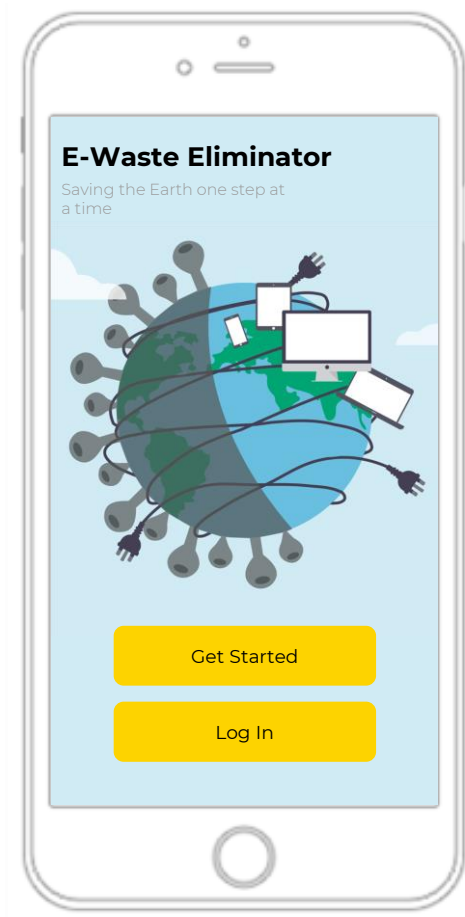 E-Waste Eliminator
Saving the Earth one step at
a time
Get Started
Log In